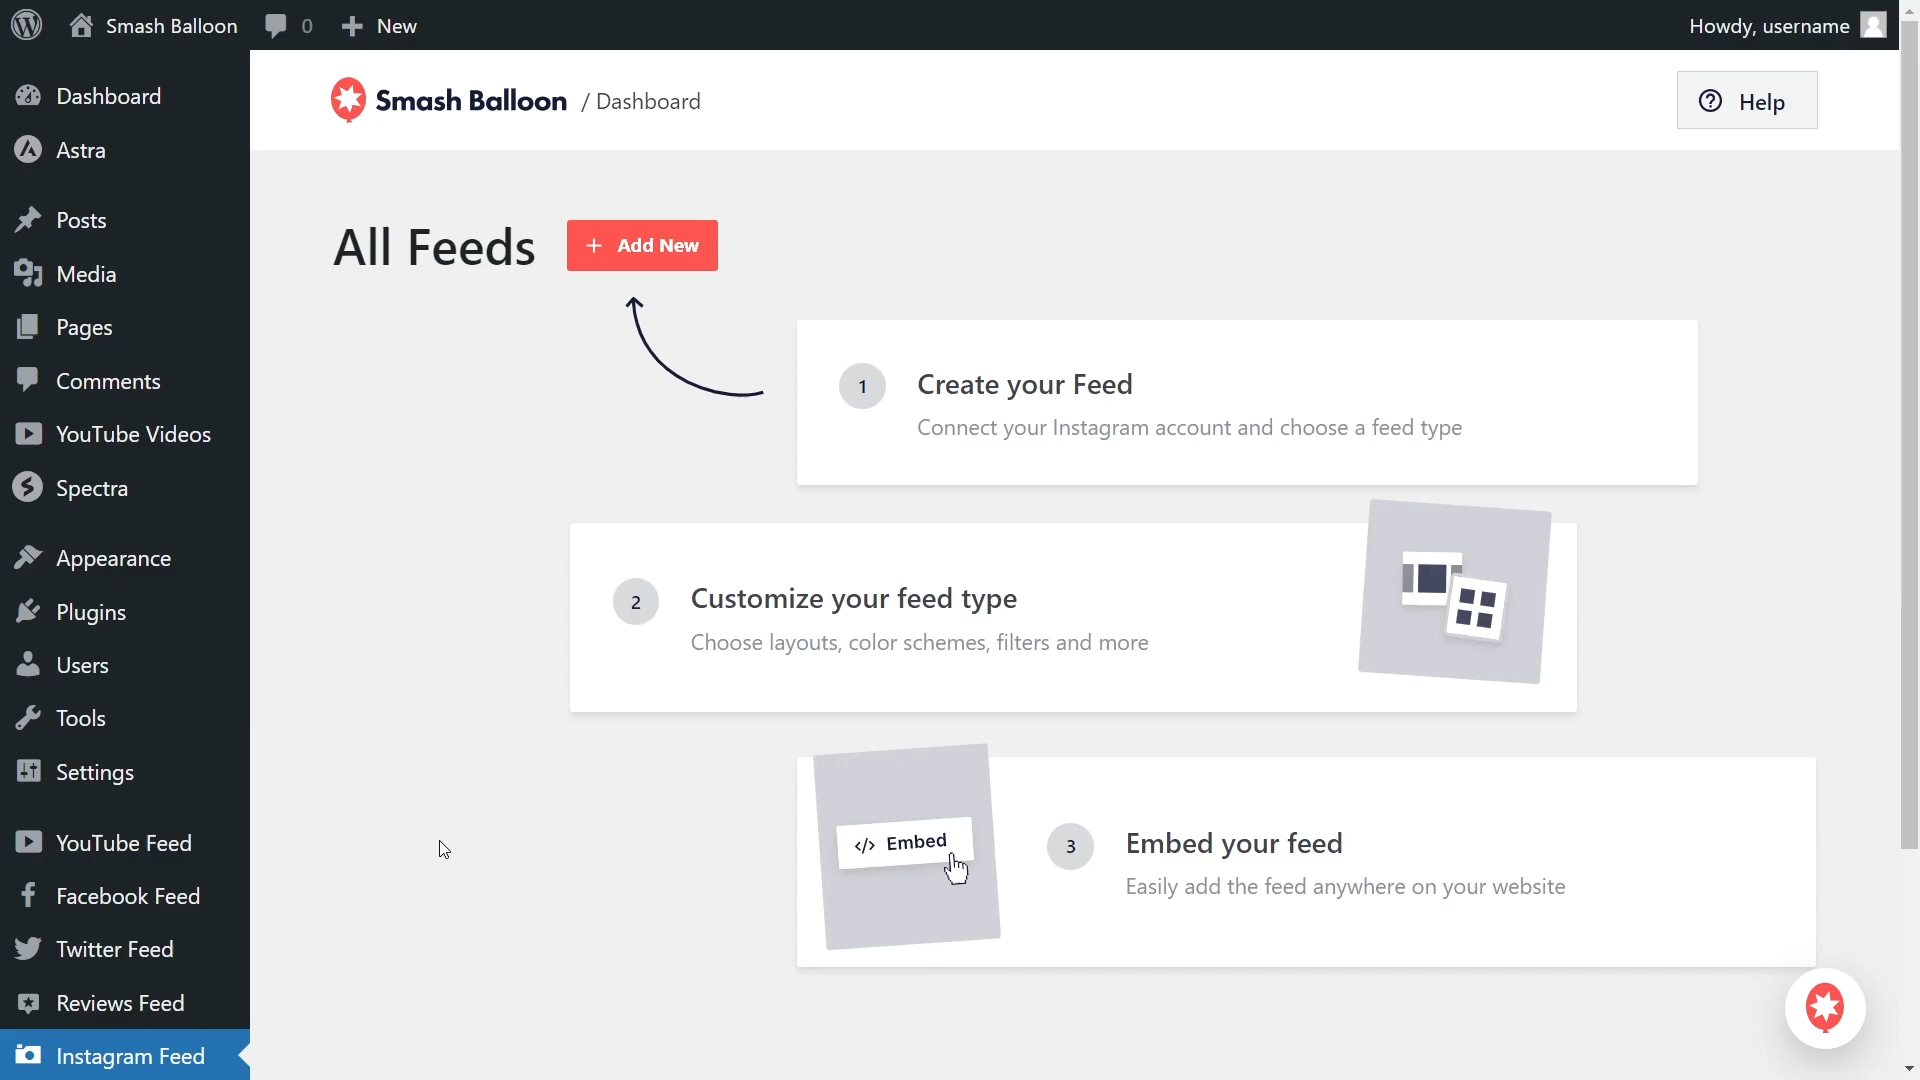 Smash Balloon
0
New
Howdy, username
Dashboard
Astra
Posts
Media
Pages
Comments
YouTube Videos
Spectra
Appearance
Plugins
Users
Tools
Settings
YouTube Feed
Facebook Feed
Twitter Feed
Reviews Feed
Instagram Feed
Smash Balloon / Dashboard
Help
All Feeds
+ Add New
1
Create your Feed
Connect your Instagram account and choose a feed type
2
Customize your feed type
Choose layouts, color schemes, filters and more
</> Embed
3
Embed your feed
Easily add the feed anywhere on your website